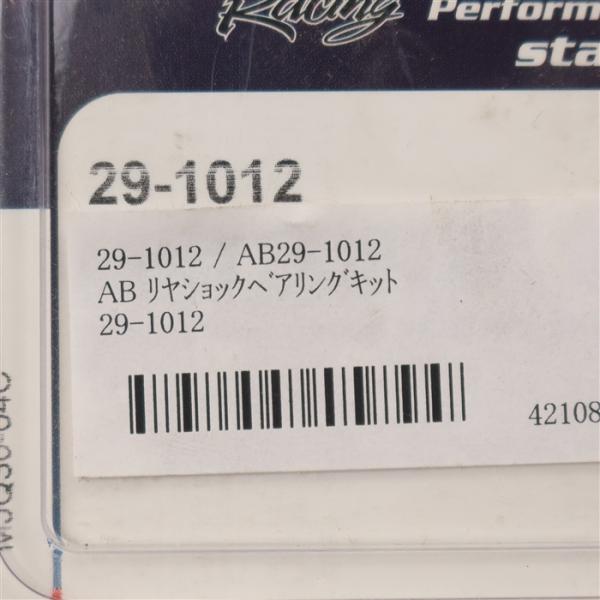 Racing
Perform
sta
29-1012
29-1012 / AB29-1012
AB ﾘﾔｼｮｯｸﾍﾞｱﾘﾝｸﾞｷｯﾄ
29-1012
42108